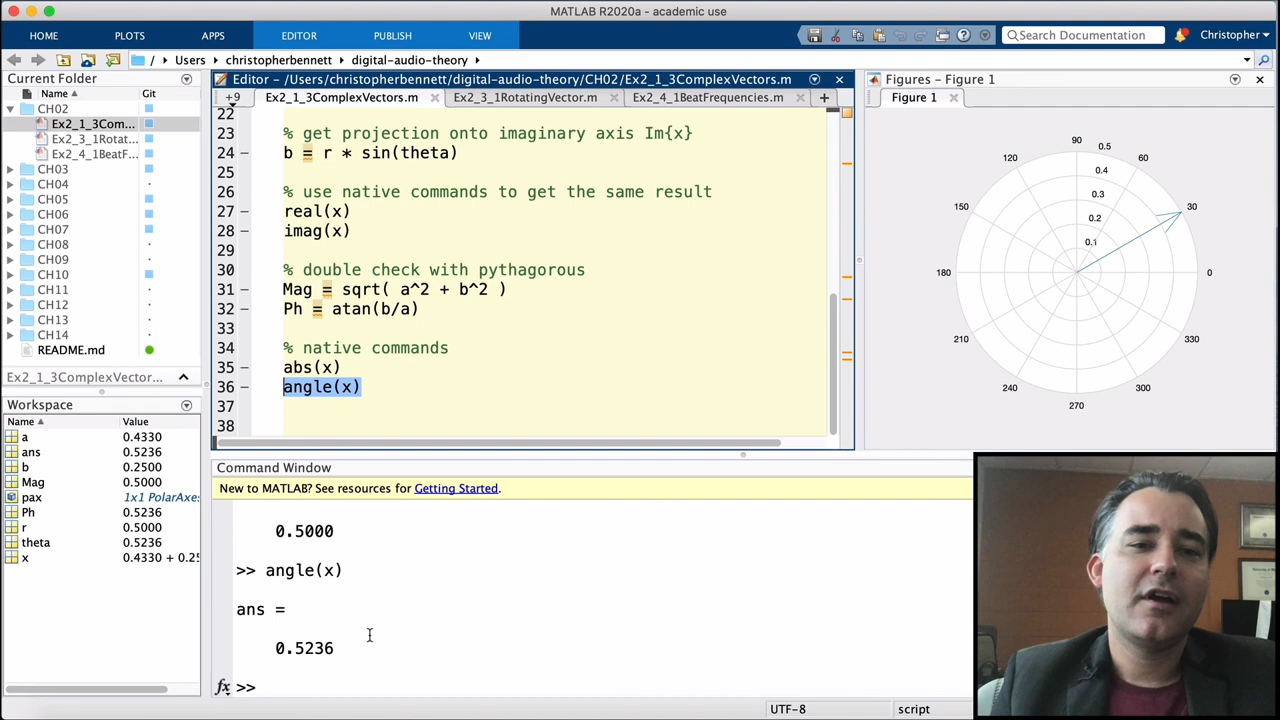 MATLAB R2020a - academic use
HOME PLOTS APPS EDITOR PUBLISH VIEW Search Documentation Christopher
/ Users christopherbennett digital-audio-theory
Current Folder
Name Git
CH02
Ex2_1_3Com...
Ex2_3_1Rotat...
Ex2_4_1BeatF...
CH03
CH04
CH05
CH06
CH07
CH08
CH09
CH10
CH11
CH12
CH13
CH14
README.md
Ex2_1_3ComplexVector...
Workspace
Name Value
a 0.4330
ans 0.5236
b 0.2500
Mag 0.5000
pax 1x1 PolarAxes
Ph 0.5236
r 0.5000
theta 0.5236
x 0.4330 + 0.25
Editor - /Users/christopherbennett/digital-audio-theory/CH02/Ex2_1_3ComplexVectors.m
+9 Ex2_1_3ComplexVectors.m Ex2_3_1RotatingVector.m Ex2_4_1BeatFrequencies.m
22
23 % get projection onto imaginary axis Im{x}
24 – b = r * sin(theta)
25
26 % use native commands to get the same result
27 – real(x)
28 – imag(x)
29
30 % double check with pythagorous
31 – Mag = sqrt( a^2 + b^2 )
32 – Ph = atan(b/a)
33
34 % native commands
35 – abs(x)
36 – angle(x)
37
38
Command Window
New to MATLAB? See resources for Getting Started.
0.5000
>> angle(x)
ans =
0.5236
fx >>
Figures - Figure 1
Figure 1
90
0.5
120 60
0.4
0.3
150 30
0.2
0.1
180 0
210 330
240 300
270
UTF-8 script